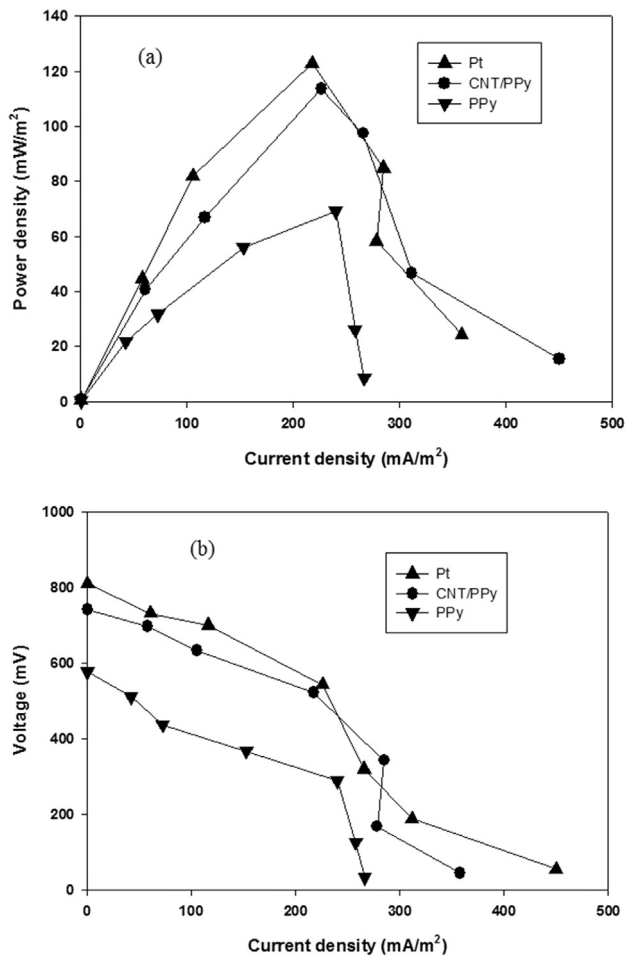 (a)
Pt
CNT/PPy
PPy
Power density (mW/m²)
140
120
100
80
60
40
20
0
0 100 200 300 400 500
Current density (mA/m²)
(b)
Pt
CNT/PPy
PPy
Voltage (mV)
1000
800
600
400
200
0
0 100 200 300 400 500
Current density (mA/m²)